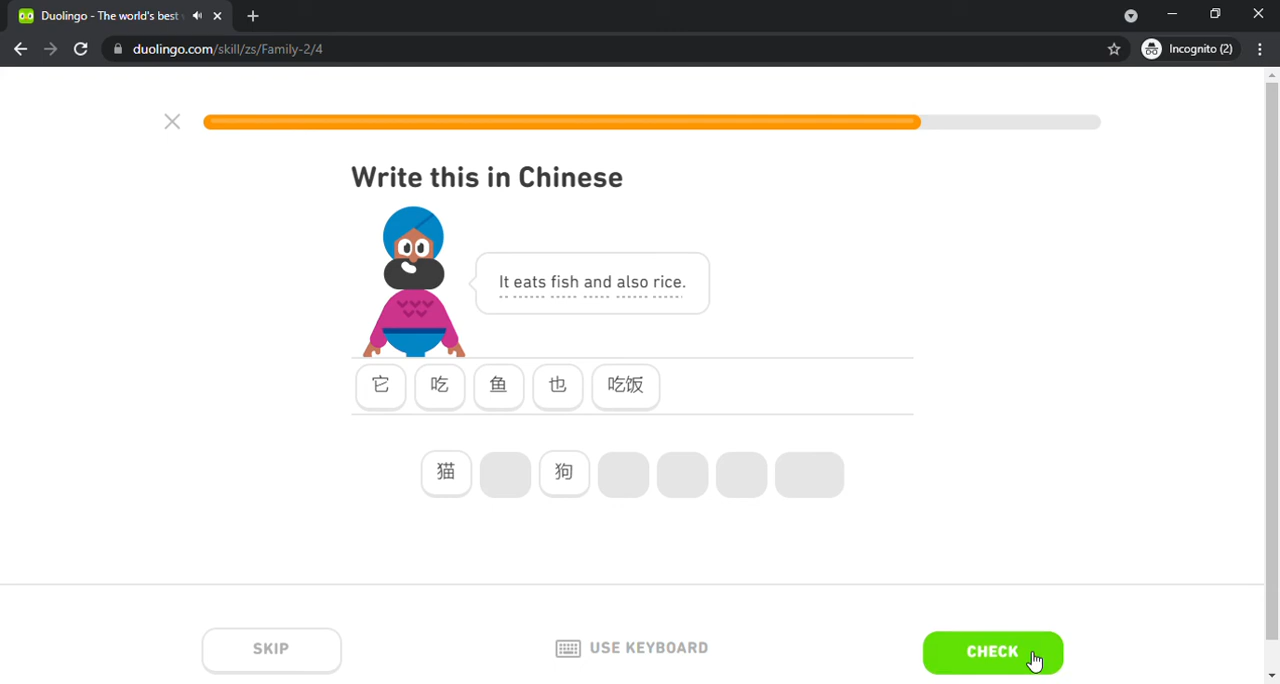 Duolingo - The world's best
duolingo.com/skill/zs/Family-2/4
Incognito (2)
Write this in Chinese
It eats fish and also rice.
它 吃 鱼 也 吃饭
猫 狗
SKIP
USE KEYBOARD
CHECK